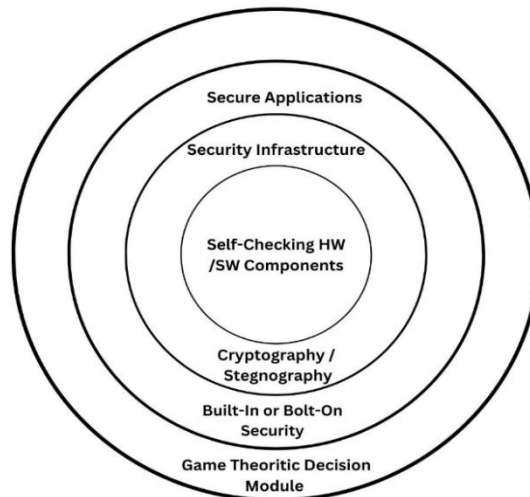 Secure Applications
Security Infrastructure
Self-Checking HW
/SW Components
Cryptography /
Stegnography
Built-In or Bolt-On
Security
Game Theoritic Decision
Module